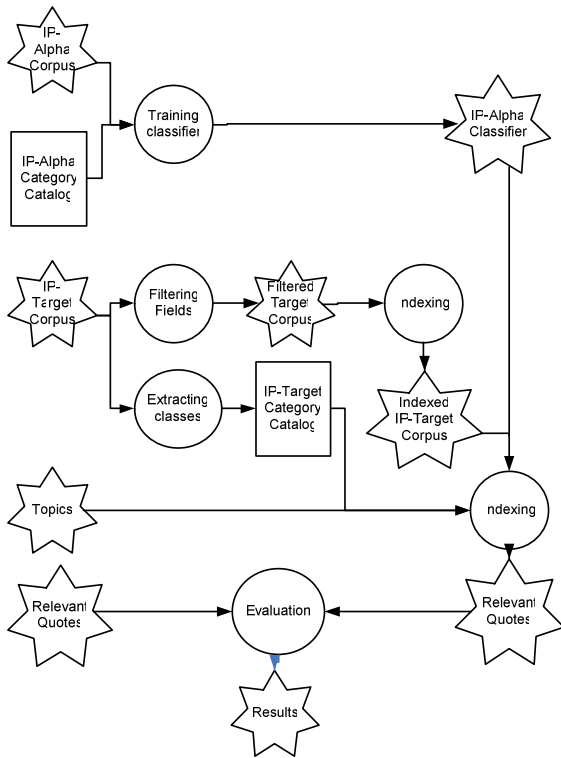 IP-
Alpha
Corpus
Training
classifier
IP-Alpha
Classifier
IP-Alpha
Category
Catalog
IP-
Target
Corpus
Filtering
Fields
Filtered
Target
Corpus
ndexing
Extracting
classes
IP-Target
Category
Catalog
Indexed
IP-Target
Corpus
Topics
ndexing
Relevant
Quotes
Evaluation
Relevant
Quotes
Results